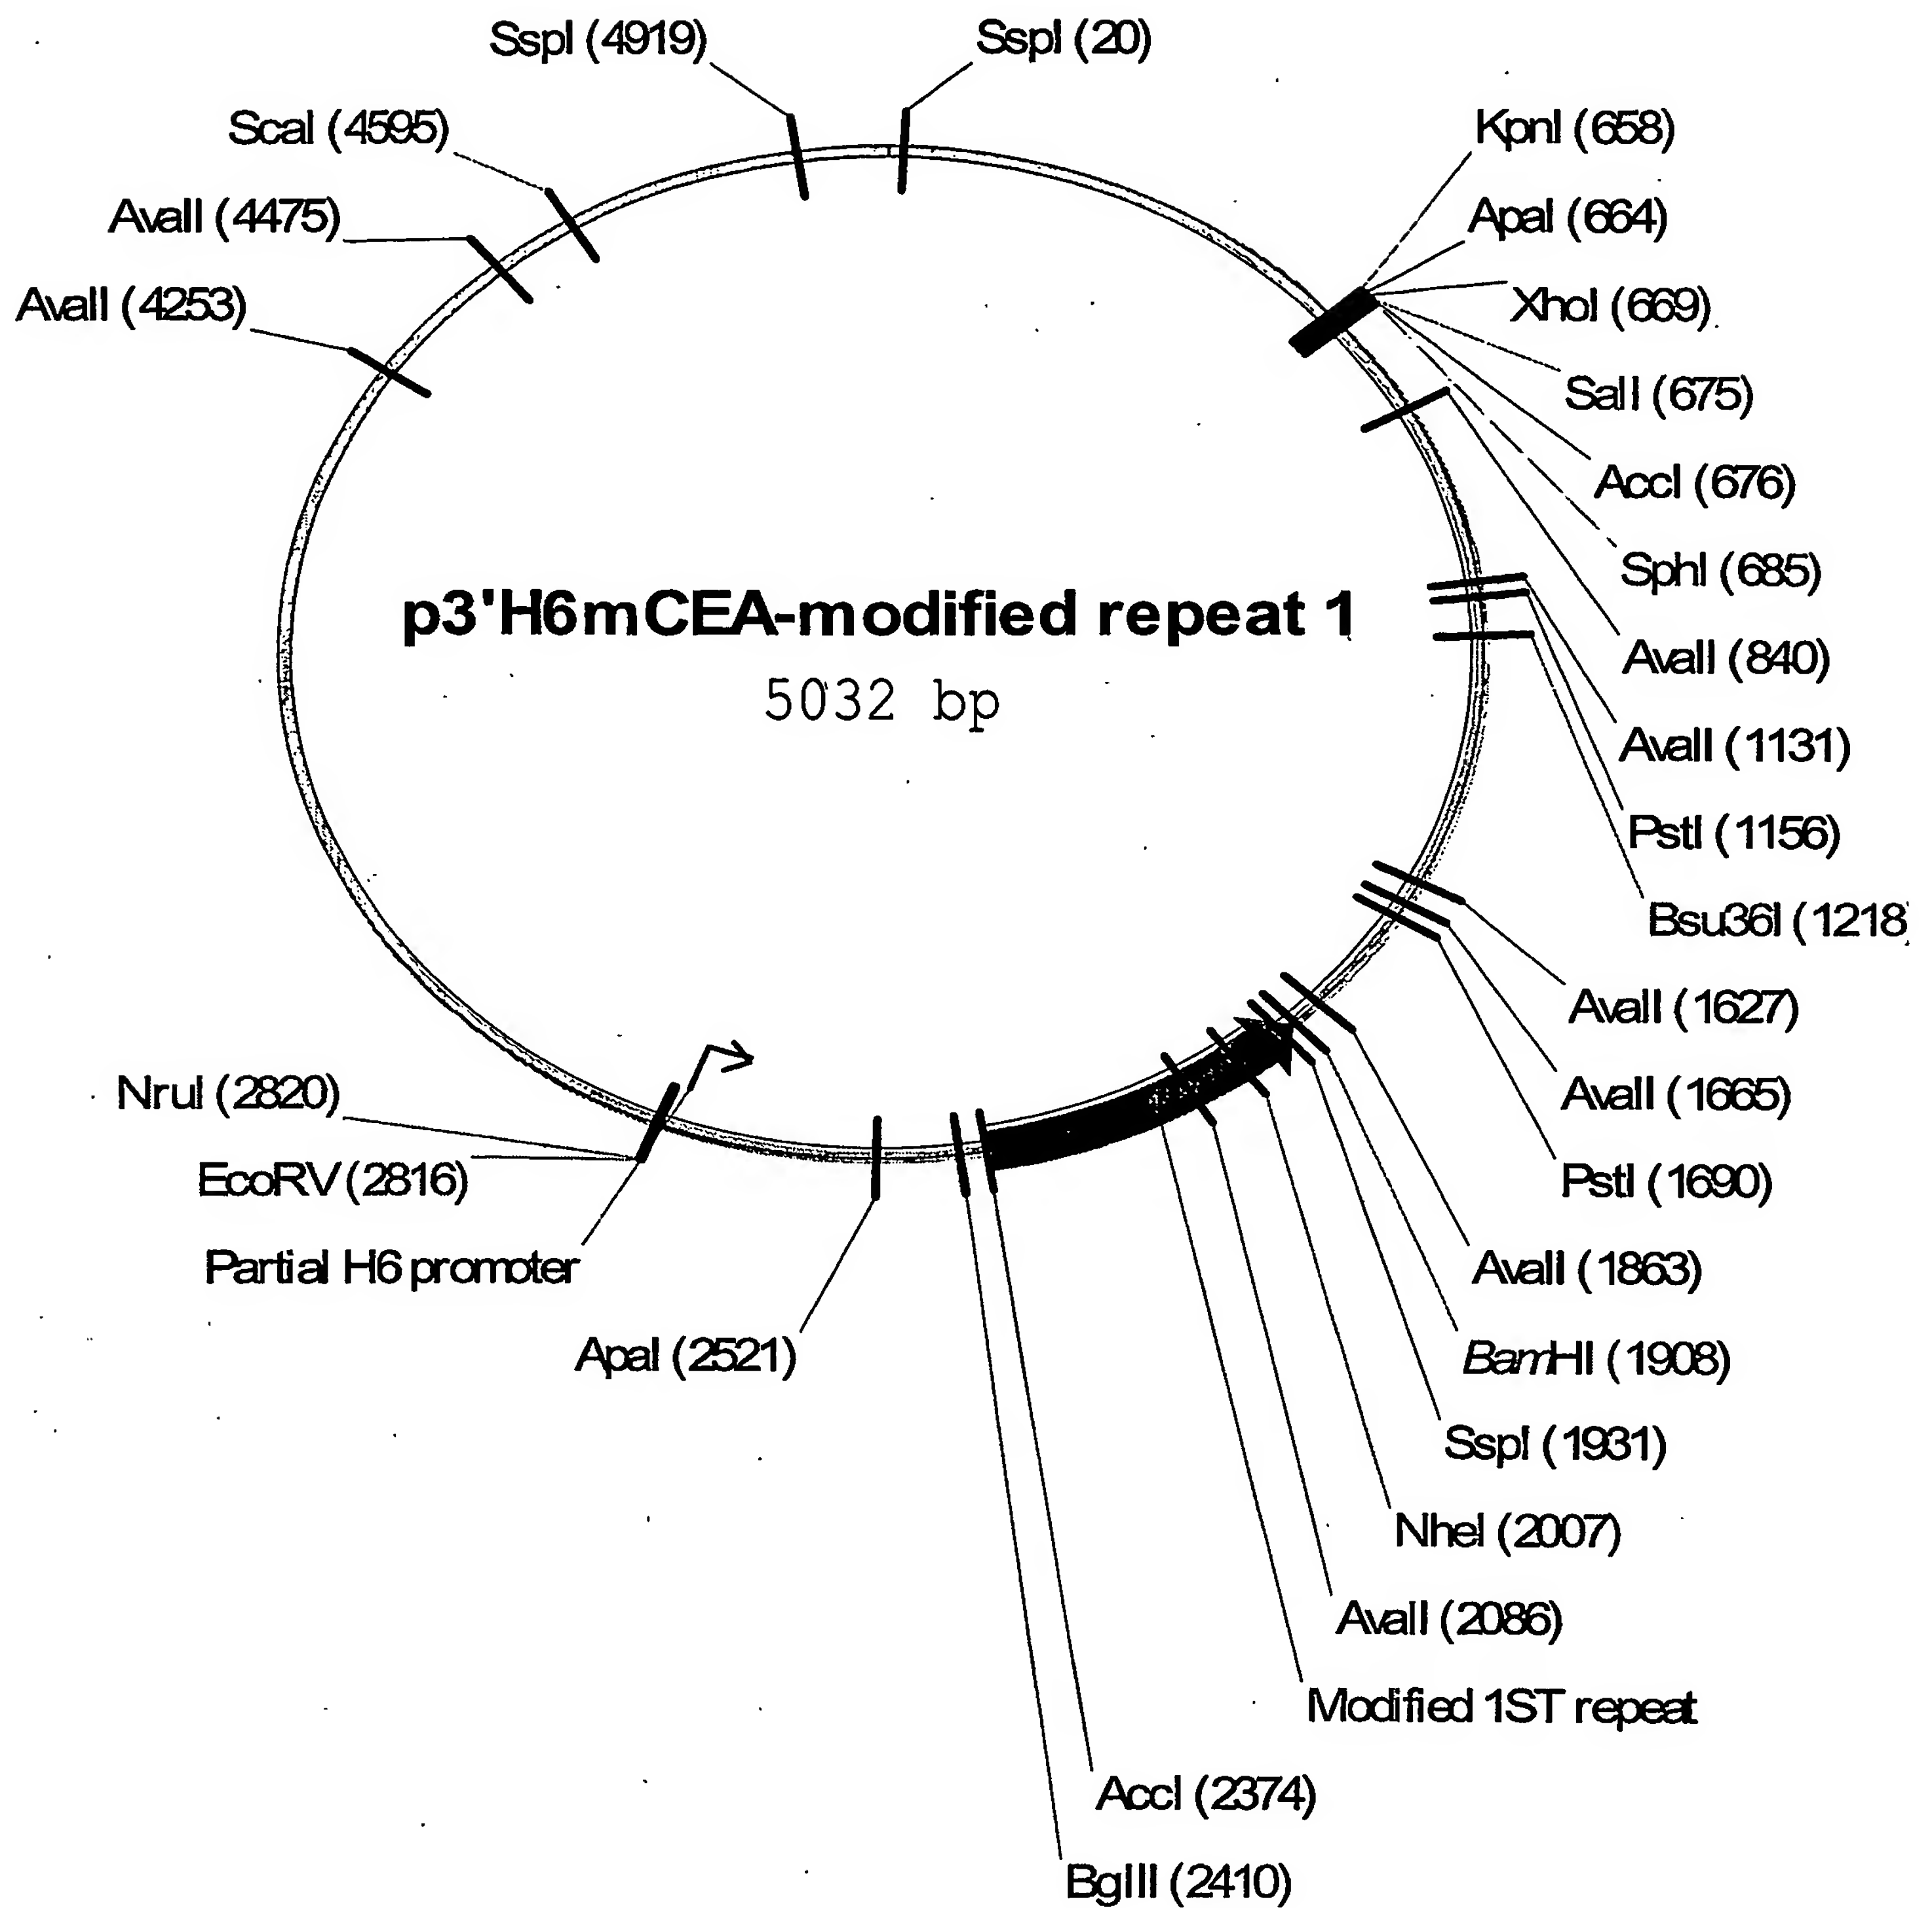 SspI (4919)
SspI (20)
ScaI (4595)
AvaII (4475)
AvaII (4253)
KpnI (658)
ApaI (664)
XhoI (669)
SalI (675)
AccI (676)
SphI (685)
AvaII (840)
AvaII (1131)
PstI (1156)
Bsu36I (1218)
p3'H6mCEA-modified repeat 1
5032 bp
AvaII (1627)
AvaII (1665)
PstI (1690)
AvaII (1863)
BamHI (1908)
SspI (1931)
NheI (2007)
AvaII (2086)
Modified 1ST repeat
AccI (2374)
BglII (2410)
ApaI (2521)
Partial H6 promoter
EcoRV (2816)
NruI (2820)